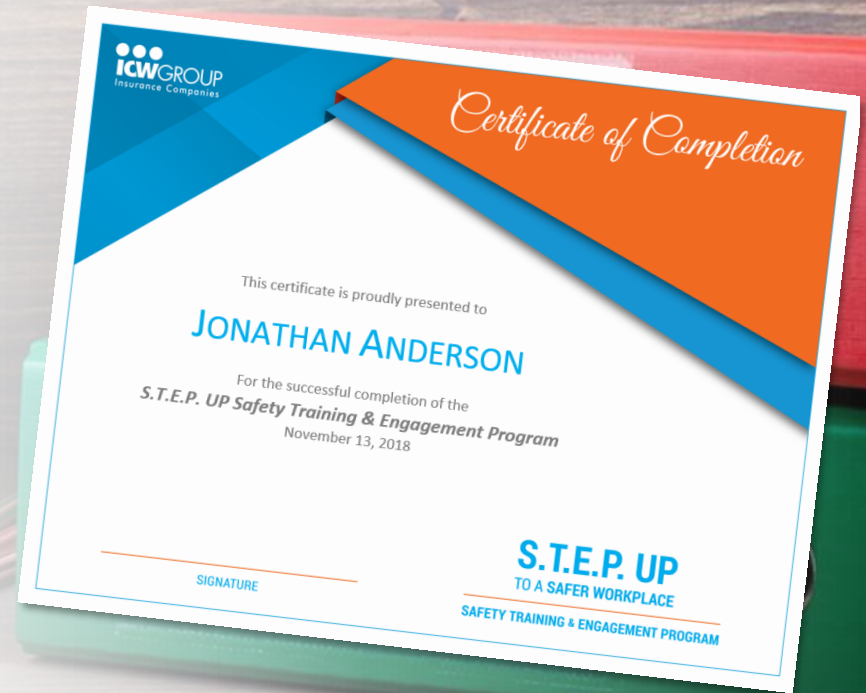 ICWGROUP
Insurance Companies
Certificate of Completion
This certificate is proudly presented to
JONATHAN ANDERSON
For the successful completion of the
S.T.E.P. UP Safety Training & Engagement Program
November 13, 2018
SIGNATURE
S.T.E.P. UP
TO A SAFER WORKPLACE
SAFETY TRAINING & ENGAGEMENT PROGRAM